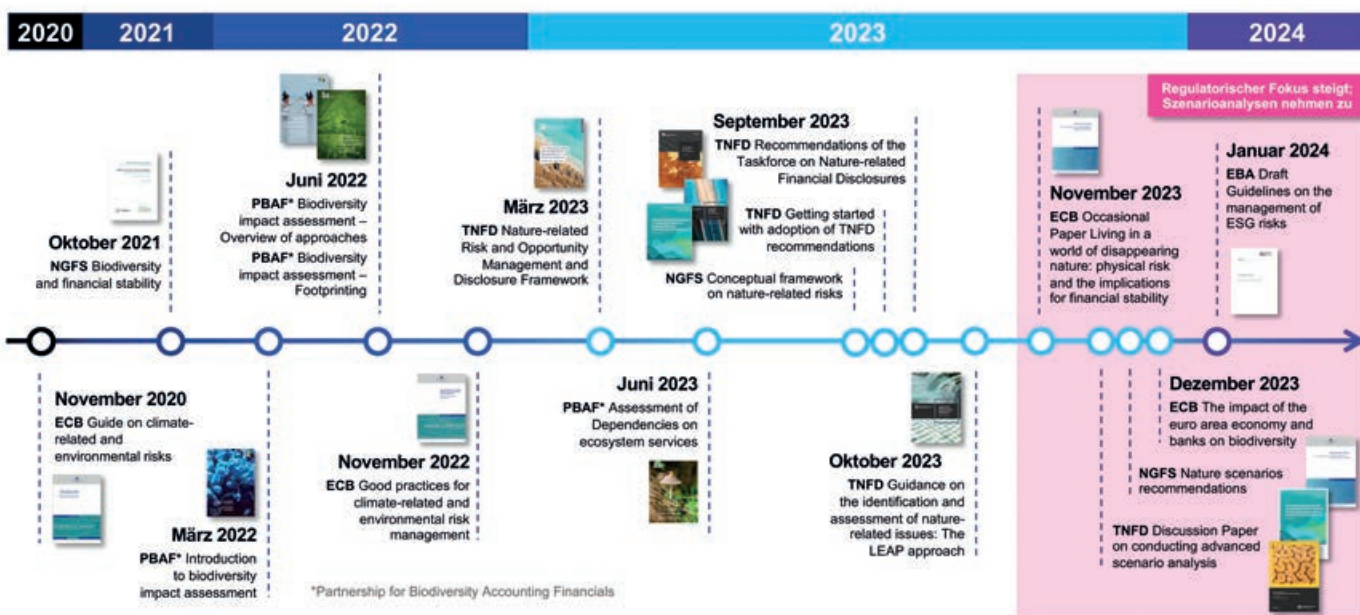 2020
2021
2022
2023
2024
Regulatorischer Fokus steigt;
Szenarioanalysen nehmen zu
Oktober 2021
NGFS Biodiversity
and financial stability
Juni 2022
PBAF* Biodiversity
impact assessment –
Overview of approaches
PBAF* Biodiversity
impact assessment –
Footprinting
März 2023
TNFD Nature-related
Risk and Opportunity
Management and
Disclosure Framework
September 2023
TNFD Recommendations of the
Taskforce on Nature-related
Financial Disclosures
TNFD Getting started
with adoption of TNFD
recommendations
NGFS Conceptual framework
on nature-related risks
November 2023
ECB Occasional
Paper Living in a
world of disappearing
nature: physical risk
and the implications
for financial stability
Januar 2024
EBA Draft
Guidelines on the
management of
ESG risks
November 2020
ECB Guide on climate-
related and
environmental risks
März 2022
PBAF* Introduction
to biodiversity
impact assessment
November 2022
ECB Good practices for
climate-related and
environmental risk
management
Juni 2023
PBAF* Assessment of
Dependencies on
ecosystem services
Oktober 2023
TNFD Guidance on
the identification and
assessment of nature-
related issues: The
LEAP approach
Dezember 2023
ECB The impact of the
euro area economy and
banks on biodiversity
NGFS Nature scenarios
recommendations
TNFD Discussion Paper
on conducting advanced
scenario analysis
*Partnership for Biodiversity Accounting Financials